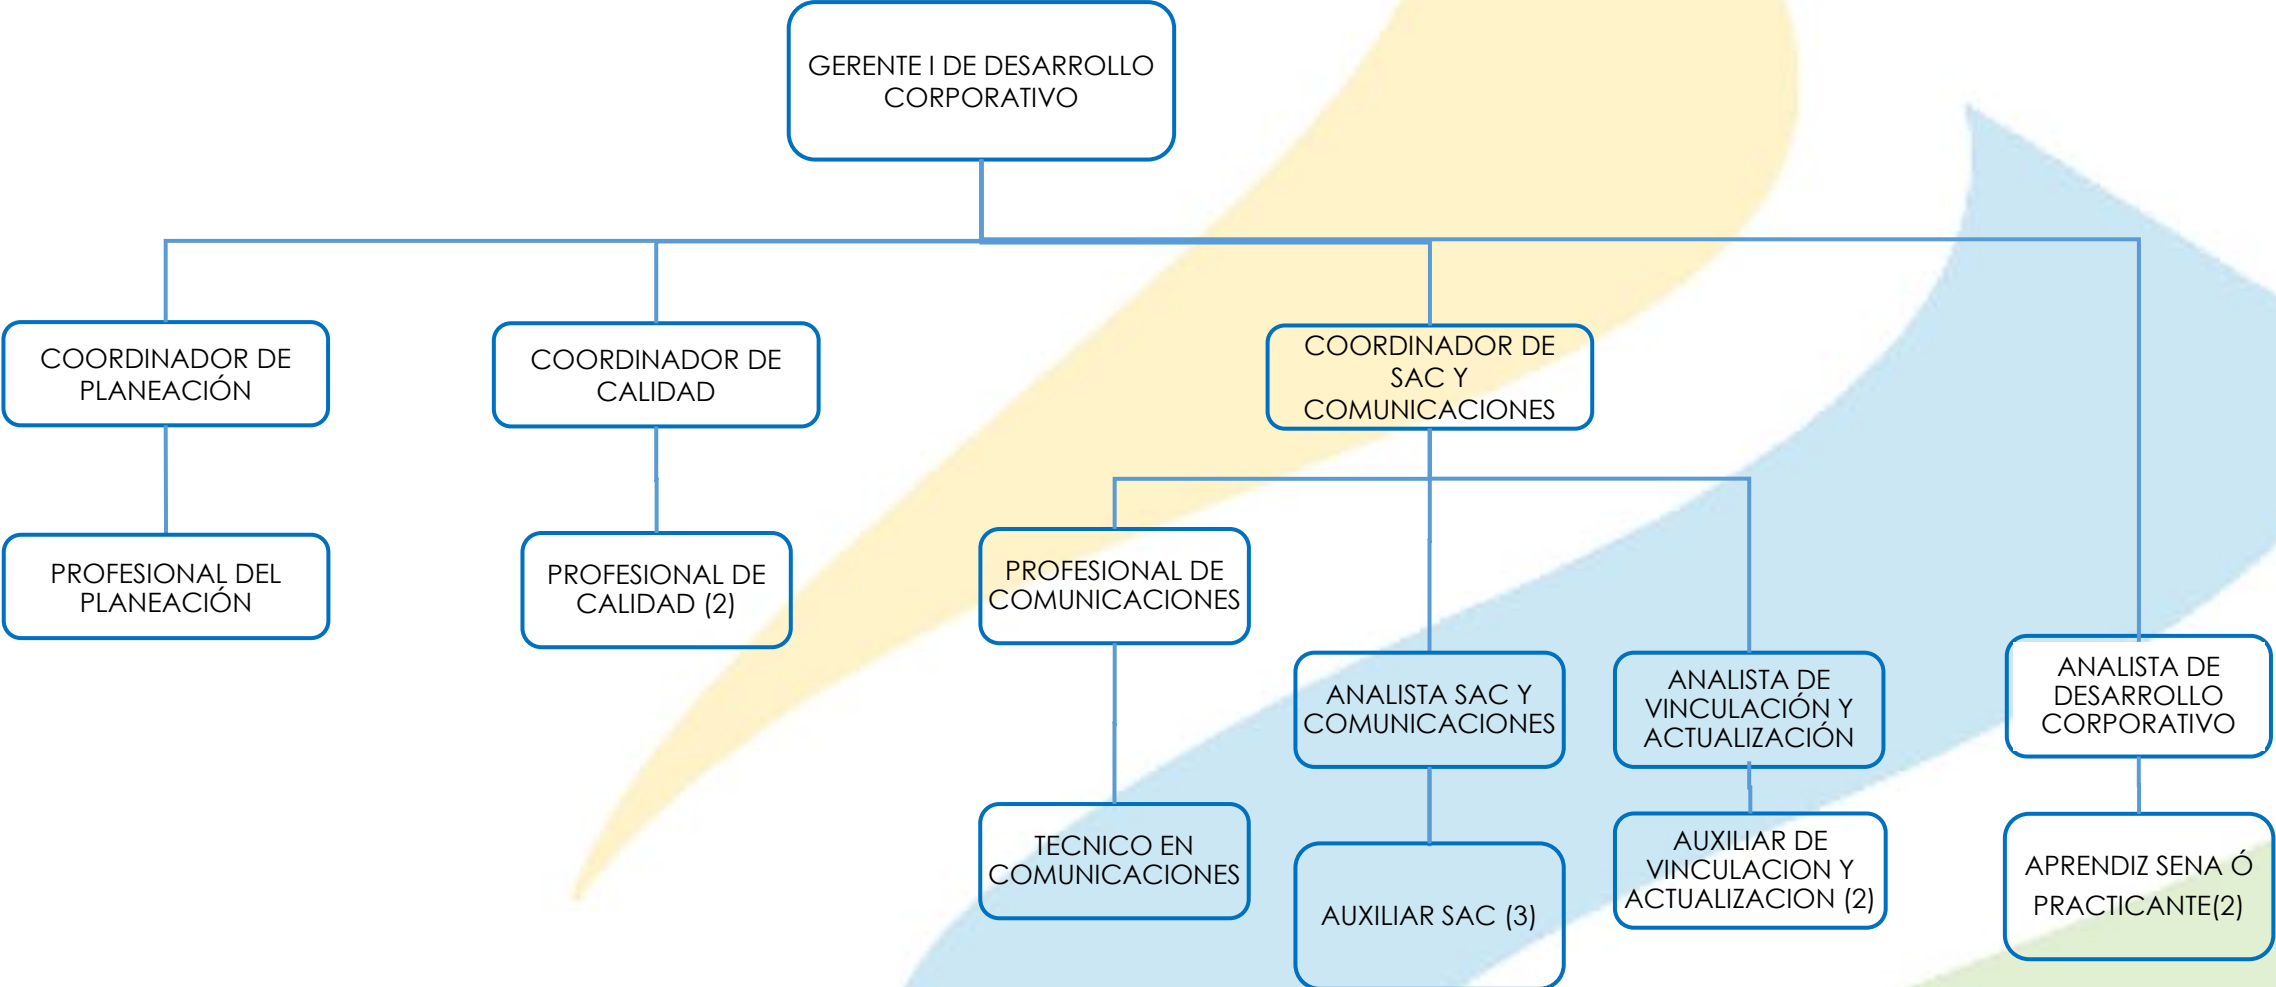 GERENTE I DE DESARROLLO
CORPORATIVO
COORDINADOR DE
PLANEACIÓN
COORDINADOR DE
CALIDAD
COORDINADOR DE
SAC Y
COMUNICACIONES
PROFESIONAL DEL
PLANEACIÓN
PROFESIONAL DE
CALIDAD (2)
PROFESIONAL DE
COMUNICACIONES
ANALISTA SAC Y
COMUNICACIONES
ANALISTA DE
VINCULACIÓN Y
ACTUALIZACIÓN
ANALISTA DE
DESARROLLO
CORPORATIVO
TECNICO EN
COMUNICACIONES
AUXILIAR SAC (3)
AUXILIAR DE
VINCULACION Y
ACTUALIZACION (2)
APRENDIZ SENA Ó
PRACTICANTE(2)